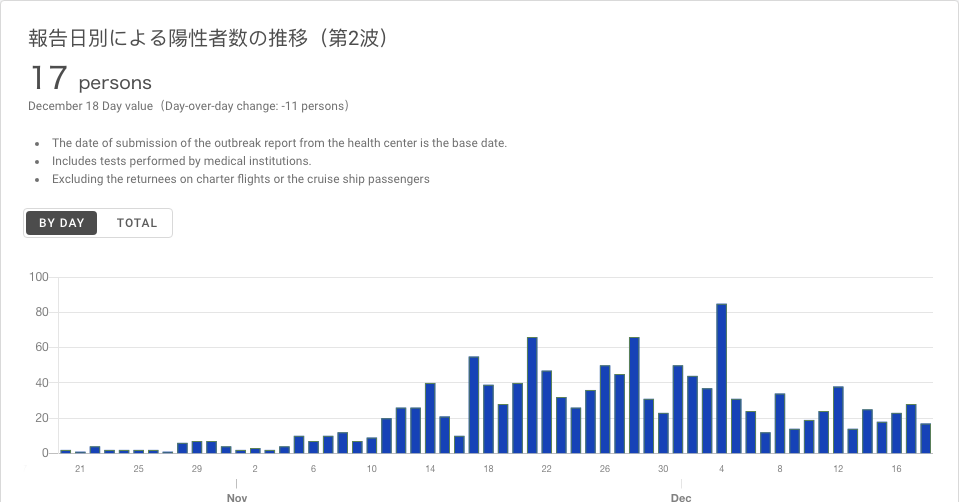 報告日別による陽性者数の推移（第2波）
17 persons
December 18 Day value（Day-over-day change: -11 persons）
• The date of submission of the outbreak report from the health center is the base date.
• Includes tests performed by medical institutions.
• Excluding the returnees on charter flights or the cruise ship passengers
BY DAY TOTAL
100
80
60
40
20
0
21 25 29 2 6 10 14 18 22 26 30 4 8 12 16
Nov Dec